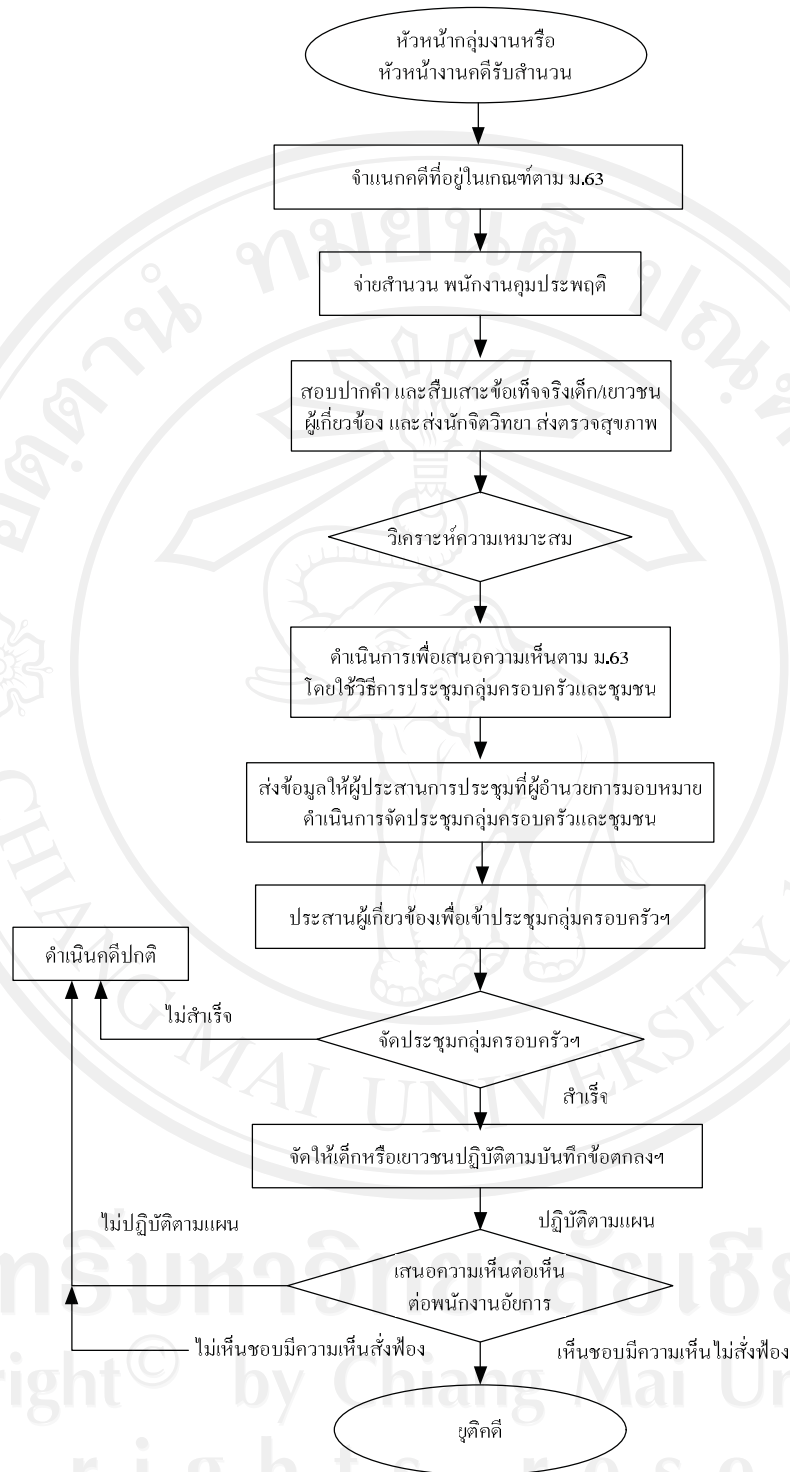 หัวหน้ากลุ่มงานหรือ
หัวหน้างานคดีรับสำนวน
จำแนกคดีที่อยู่ในเกณฑ์ตาม ม.63
จ่ายสำนวน พนักงานคุมประพฤติ
สอบปากคำ และสืบเสาะข้อเท็จจริงเด็ก/เยาวชน
ผู้เกี่ยวข้อง และส่งนักจิตวิทยา ส่งตรวจสุขภาพ
วิเคราะห์ความเหมาะสม
ดำเนินการเพื่อเสนอความเห็นตาม ม.63
โดยใช้วิธีการประชุมกลุ่มครอบครัวและชุมชน
ส่งข้อมูลให้ผู้ประสานการประชุมที่ผู้อำนวยการมอบหมาย
ดำเนินการจัดประชุมกลุ่มครอบครัวและชุมชน
ประสานผู้เกี่ยวข้องเพื่อเข้าประชุมกลุ่มครอบครัวฯ
ดำเนินคดีปกติ
ไม่สำเร็จ
จัดประชุมกลุ่มครอบครัวฯ
สำเร็จ
จัดให้เด็กหรือเยาวชนปฏิบัติตามบันทึกข้อตกลงฯ
ไม่ปฏิบัติตามแผน
ปฏิบัติตามแผน
เสนอความเห็นต่อเห็น
ต่อพนักงานอัยการ
ไม่เห็นชอบมีความเห็นสั่งฟ้อง
เห็นชอบมีความเห็นไม่สั่งฟ้อง
ยุติคดี
CHIANG MAI UNIVERSITY
by Chiang Mai